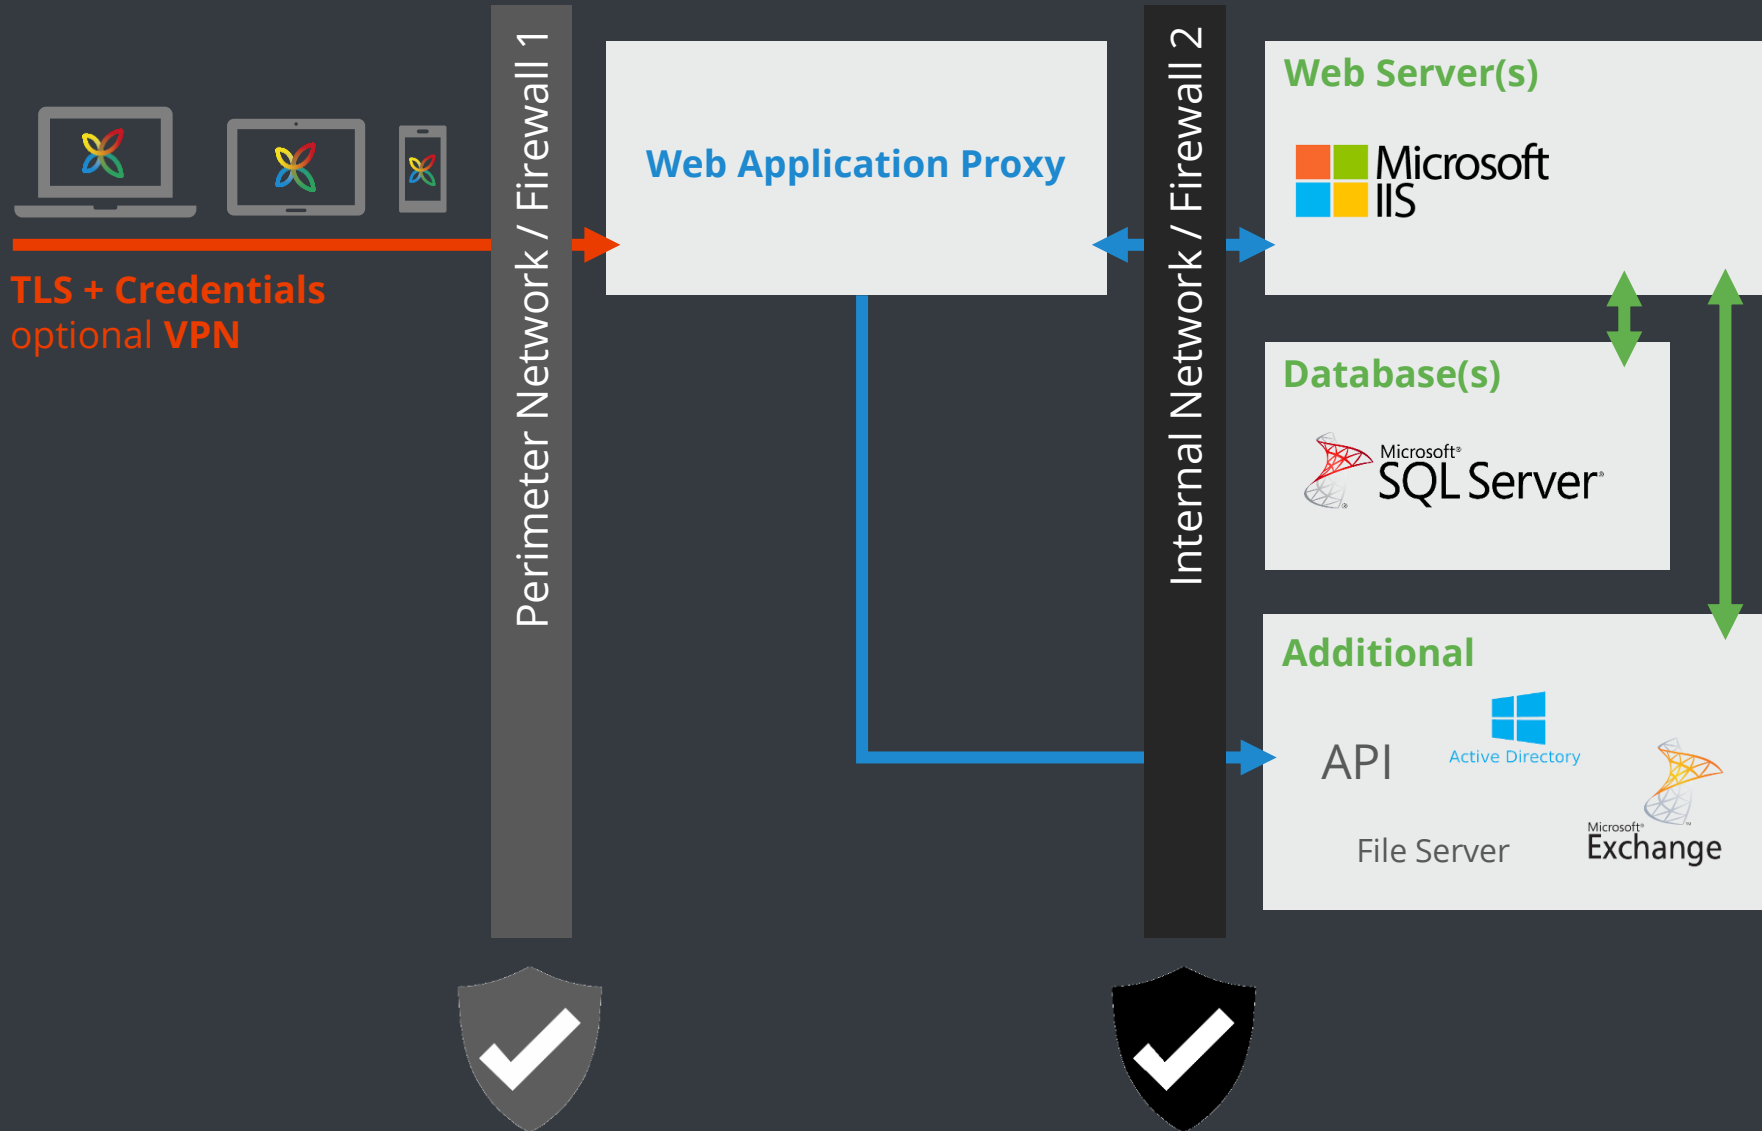 TLS + Credentials
optional VPN
Perimeter Network / Firewall 1
Web Application Proxy
Internal Network / Firewall 2
Web Server(s)
Microsoft
IIS
Database(s)
Microsoft®
SQL Server®
Additional
API
Active Directory
File Server
Microsoft®
Exchange